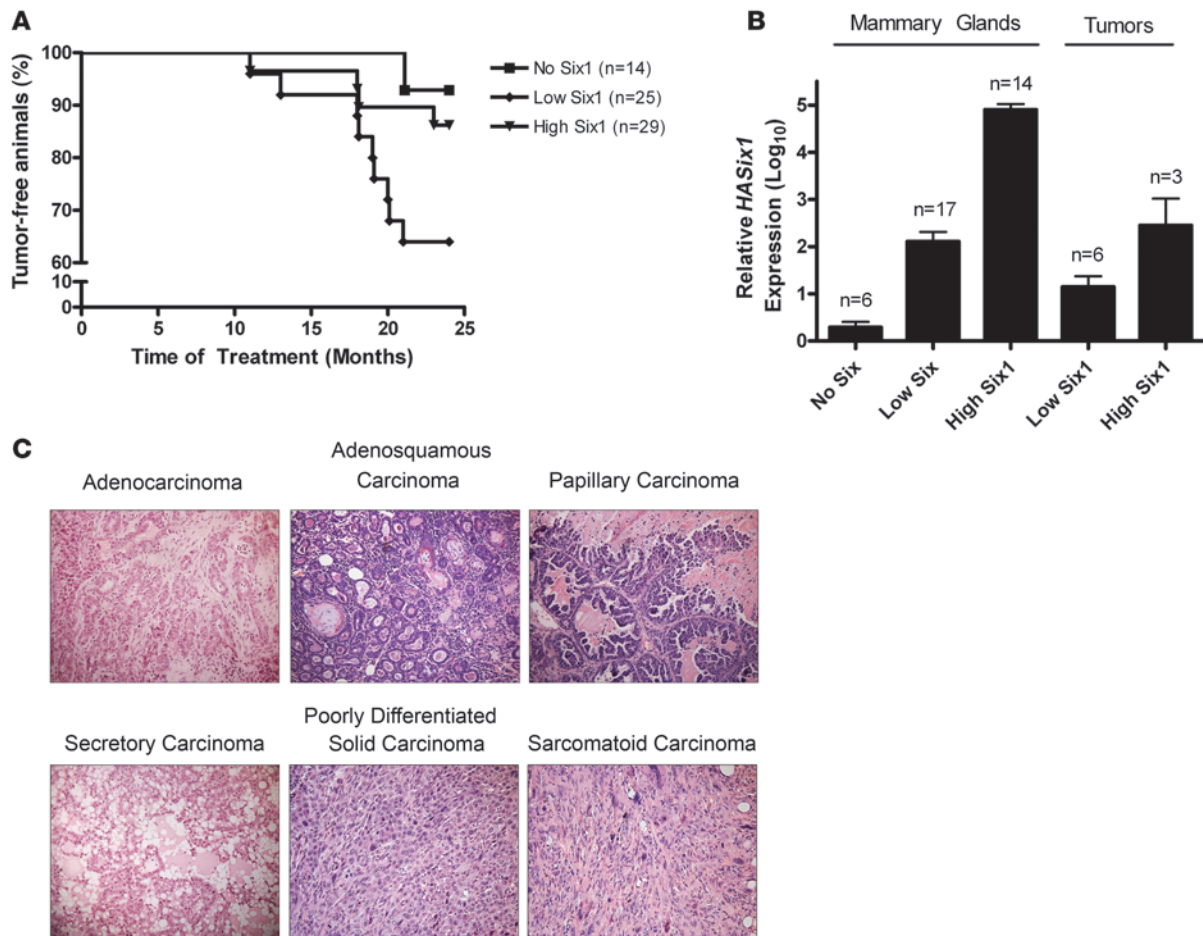 A
Tumor-free animals (%)
100
90
80
70
60
10
0
0
5
10
15
20
25
Time of Treatment (Months)
No Six1 (n=14)
Low Six1 (n=25)
High Six1 (n=29)
B
Mammary Glands
Tumors
Relative HASix1
Expression (Log10)
5
4
3
2
1
0
n=6
n=17
n=14
n=6
n=3
No Six
Low Six
High Six1
Low Six1
High Six1
C
Adenocarcinoma
Adenosquamous
Carcinoma
Papillary Carcinoma
Secretory Carcinoma
Poorly Differentiated
Solid Carcinoma
Sarcomatoid Carcinoma